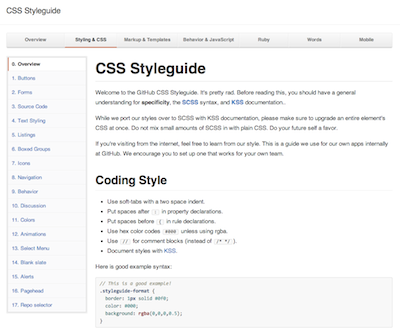 CSS Styleguide
Overview
Styling & CSS
Markup & Templates
Behavior & JavaScript
Ruby
Words
Mobile
0. Overview
1. Buttons
2. Forms
3. Source Code
4. Text Styling
5. Listings
6. Boxed Groups
7. Icons
8. Navigation
9. Behavior
10. Discussion
11. Colors
12. Animations
13. Select Menu
14. Blank slate
15. Alerts
16. Pagehead
17. Repo selector
CSS Styleguide
Welcome to the GitHub CSS Styleguide. It's pretty rad. Before reading this, you should have a general
understanding for specificity, the SCSS syntax, and KSS documentation..
While we port our styles over to SCSS with KSS documentation, please make sure to upgrade an entire element's
CSS at once. Do not mix small amounts of SCSS in with plain CSS. Do your future self a favor.
If you're visiting from the internet, feel free to learn from our style. This is a guide we use for our own apps internally
at GitHub. We encourage you to set up one that works for your own team.
Coding Style
• Use soft-tabs with a two space indent.
• Put spaces after : in property declarations.
• Put spaces before { in rule declarations.
• Use hex color codes #000 unless using rgba.
• Use // for comment blocks (instead of /* */ ).
• Document styles with KSS.
Here is good example syntax:
// This is a good example!
.styleguide-format {
border: 1px solid #0f0;
color: #000;
background: rgba(0,0,0,0.5);
}